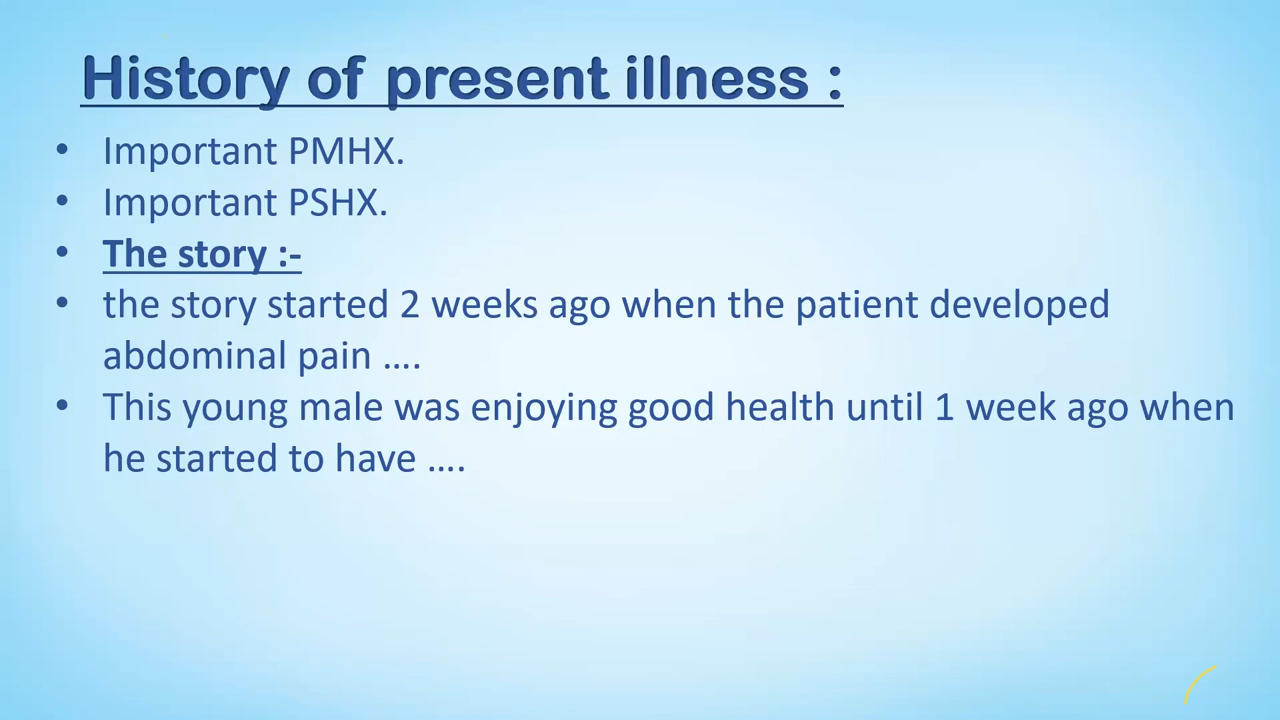 History of present illness :
• Important PMHX.
• Important PSHX.
• The story :-
• the story started 2 weeks ago when the patient developed
abdominal pain ….
• This young male was enjoying good health until 1 week ago when
he started to have ….